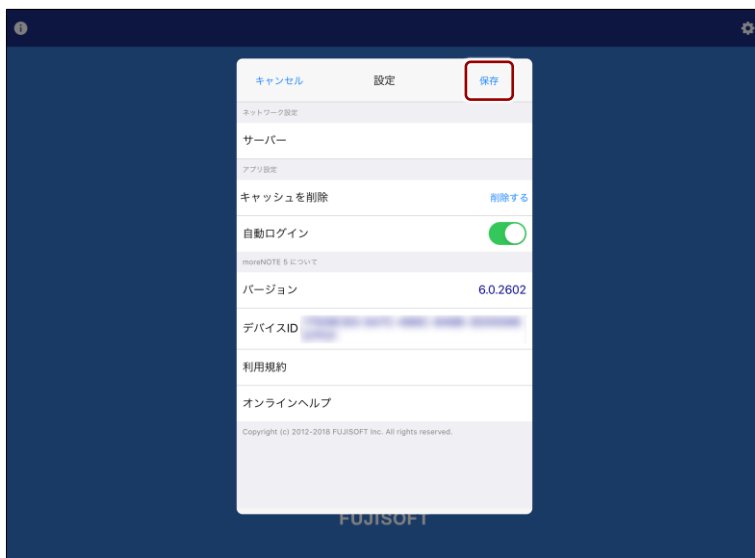 キャンセル 設定 保存
ネットワーク設定
サーバー
アプリ設定
キャッシュを削除 削除する
自動ログイン
moreNOTE 5 について
バージョン 6.0.2602
デバイスID
利用規約
オンラインヘルプ
Copyright (c) 2012-2018 FUJISOFT Inc. All rights reserved.
FUJISOFT